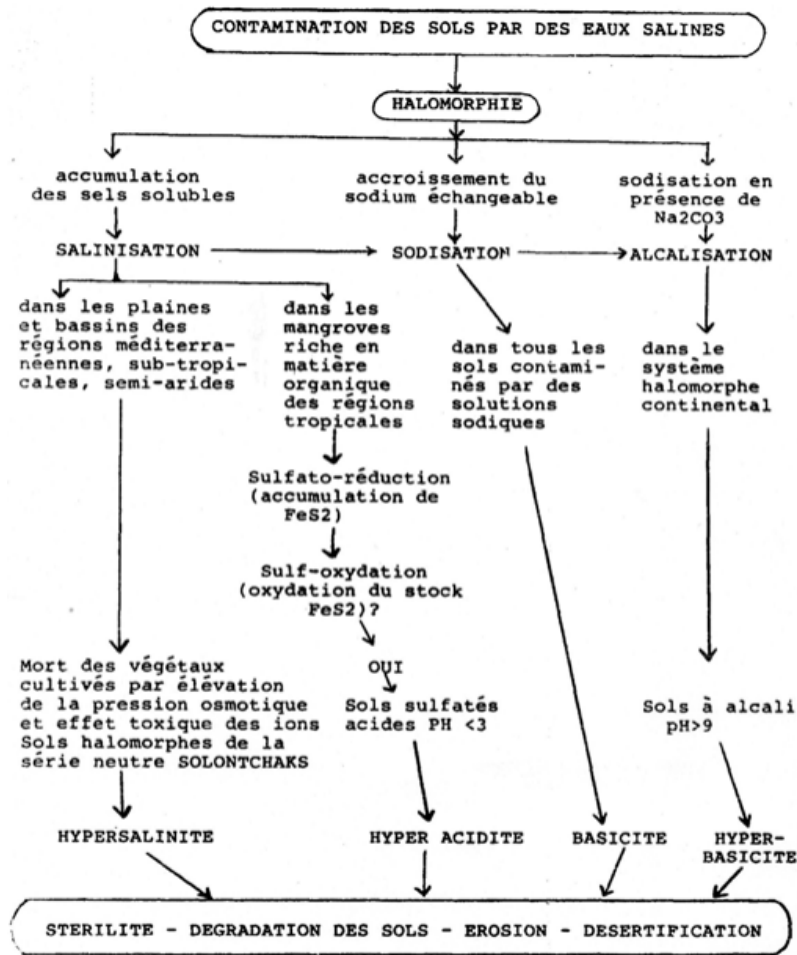 CONTAMINATION DES SOLS PAR DES EAUX SALINES
HALOMORPHIE
accumulation
des sels solubles
accroissement du
sodium échangeable
sodisation en
présence de
Na2CO3
SALINISATION
SODISATION
ALCALISATION
dans les plaines
et bassins des
régions méditerra-
néennes, sub-tropi-
cales, semi-arides
dans les
mangroves
riche en
matière
organique
des régions
tropicales
dans tous les
sols contami-
nés par des
solutions
sodiques
dans le
système
halomorphe
continental
Sulfato-réduction
(accumulation de
FeS2)
Sulf-oxydation
(oxydation du stock
FeS2)?
OUI
Mort des végétaux
cultivés par élévation
de la pression osmotique
et effet toxique des ions
Sols halomorphes de la
série neutre SOLONTCHAKS
Sols sulfatés
acides PH <3
Sols à alcali
pH>9
HYPERSALINITE
HYPER ACIDITE
BASICITE
HYPER-
BASICITE
STERILITE - DEGRADATION DES SOLS - EROSION - DESERTIFICATION